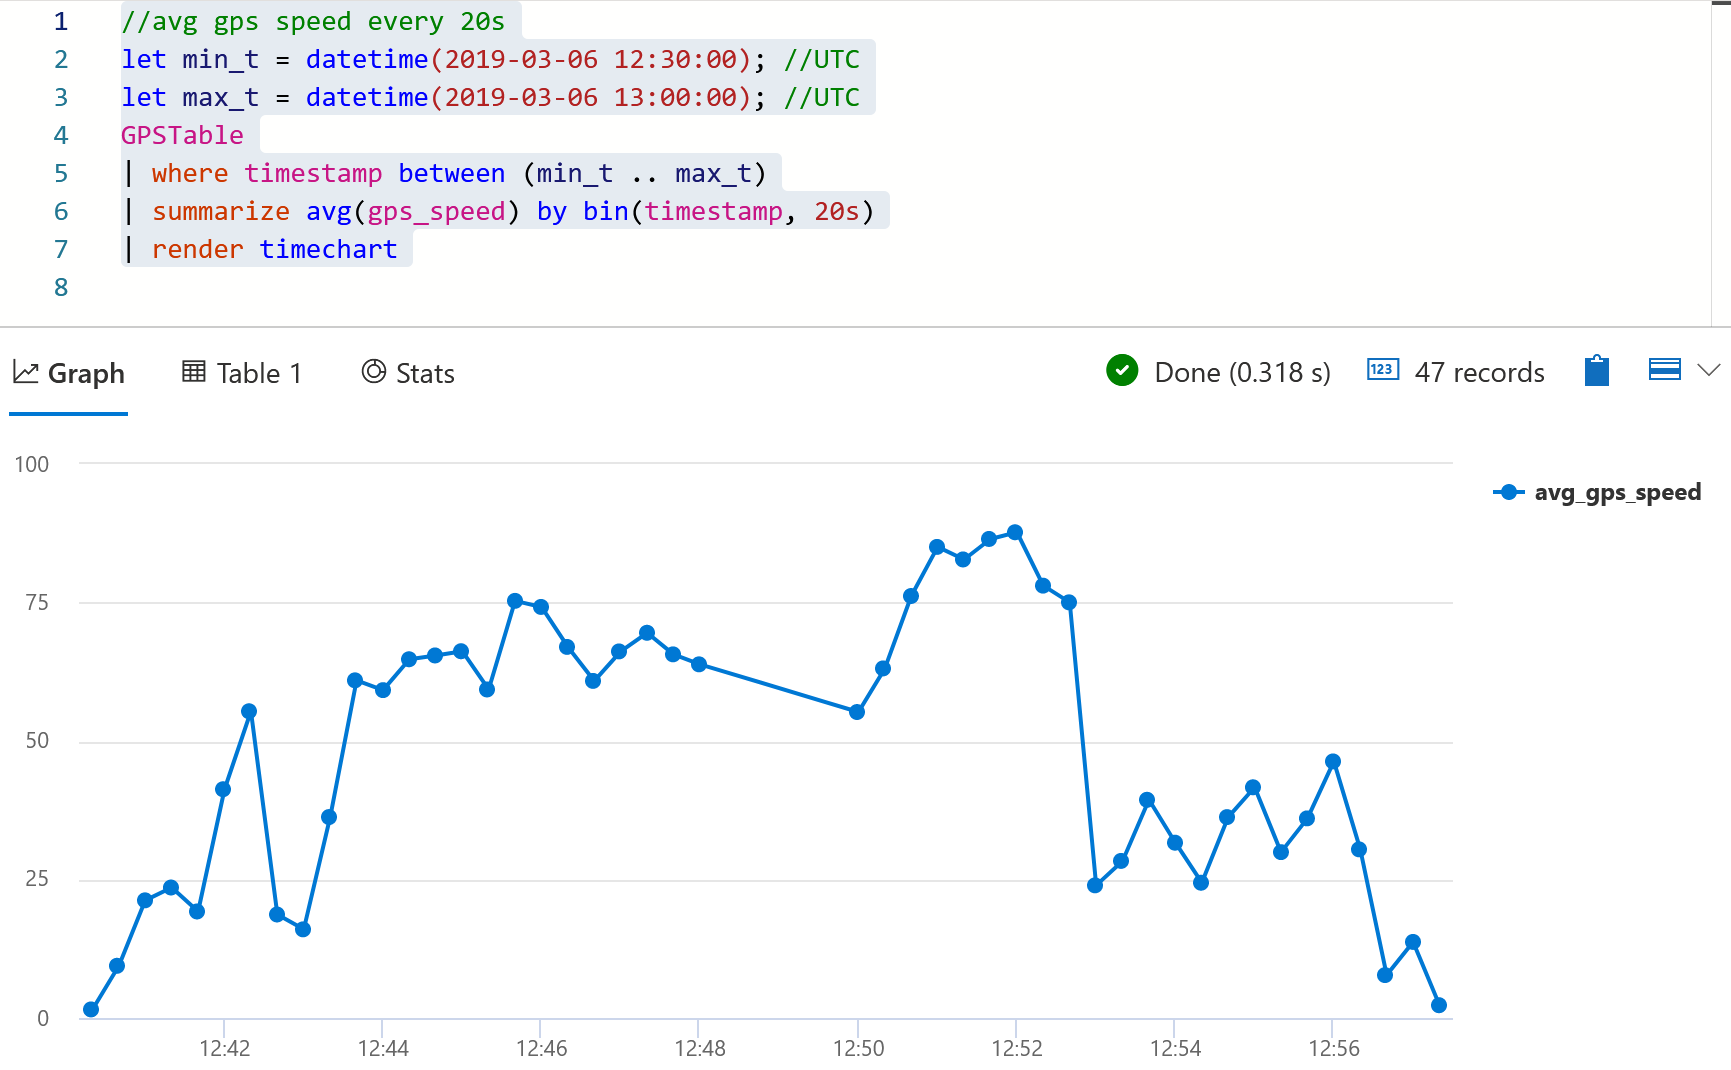 1 //avg gps speed every 20s
2 let min_t = datetime(2019-03-06 12:30:00); //UTC
3 let max_t = datetime(2019-03-06 13:00:00); //UTC
4 GPSTable
5 | where timestamp between (min_t .. max_t)
6 | summarize avg(gps_speed) by bin(timestamp, 20s)
7 | render timechart
8
Graph Table 1 Stats Done (0.318 s) 123 47 records
100
avg_gps_speed
75
50
25
0
12:42 12:44 12:46 12:48 12:50 12:52 12:54 12:56